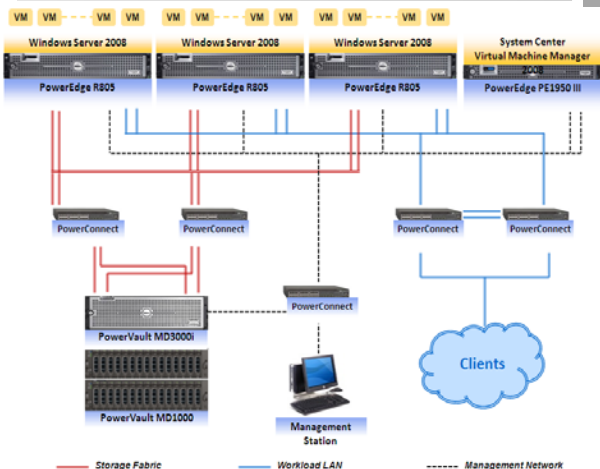 VM VM VM VM VM VM VM VM VM VM VM VM
Windows Server 2008 Windows Server 2008 Windows Server 2008 System Center
Virtual Machine Manager
2008
PowerEdge R805 PowerEdge R805 PowerEdge R805 PowerEdge PE1950 III
PowerConnect PowerConnect PowerConnect PowerConnect
PowerConnect
PowerVault MD3000i
Clients
PowerVault MD1000
Management
Station
Storage Fabric Workload LAN Management Network